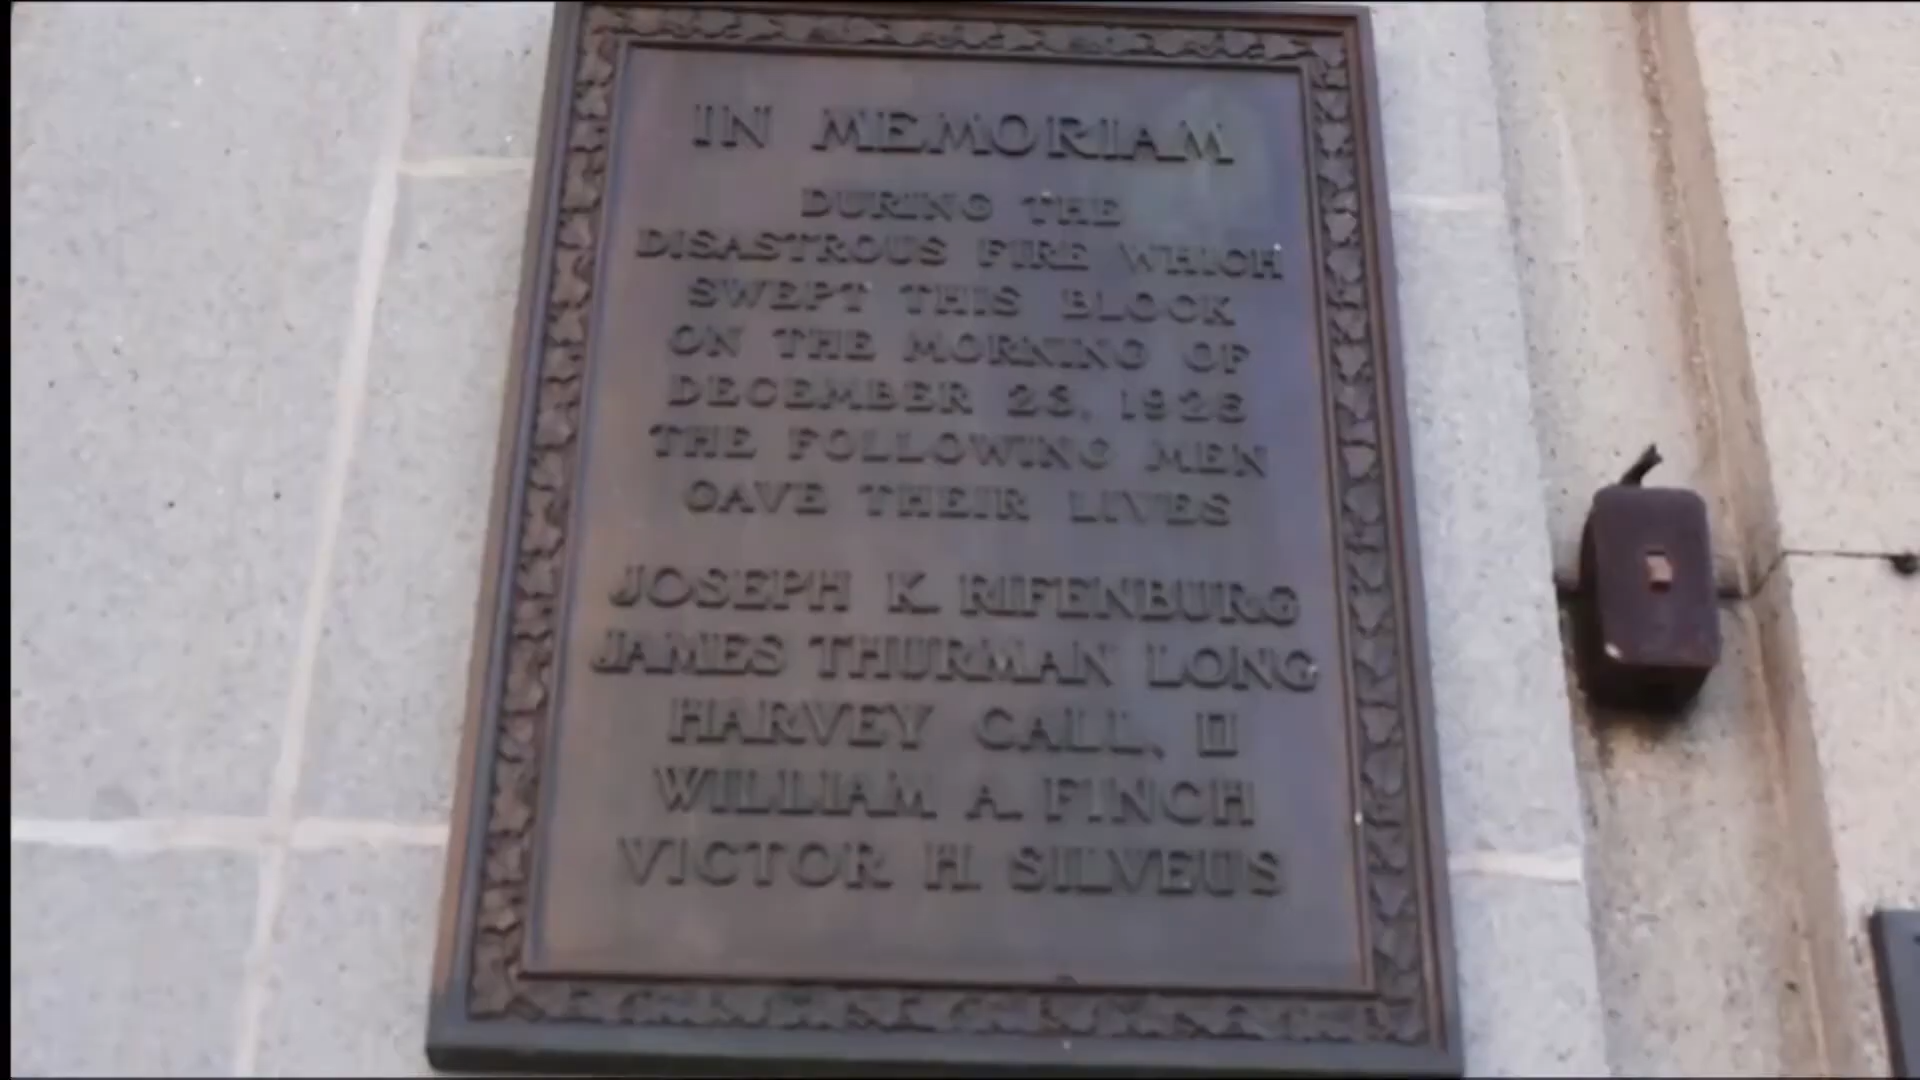 IN MEMORIAM
DURING THE
DISASTROUS FIRE WHICH
SWEPT THIS BLOCK
ON THE MORNING OF
DECEMBER 23, 1925
THE FOLLOWING MEN
GAVE THEIR LIVES
JOSEPH K. RIFENBURG
JAMES THURMAN LONG
HARVEY CALL, II
WILLIAM A. FINCH
VICTOR H. SILVEUS